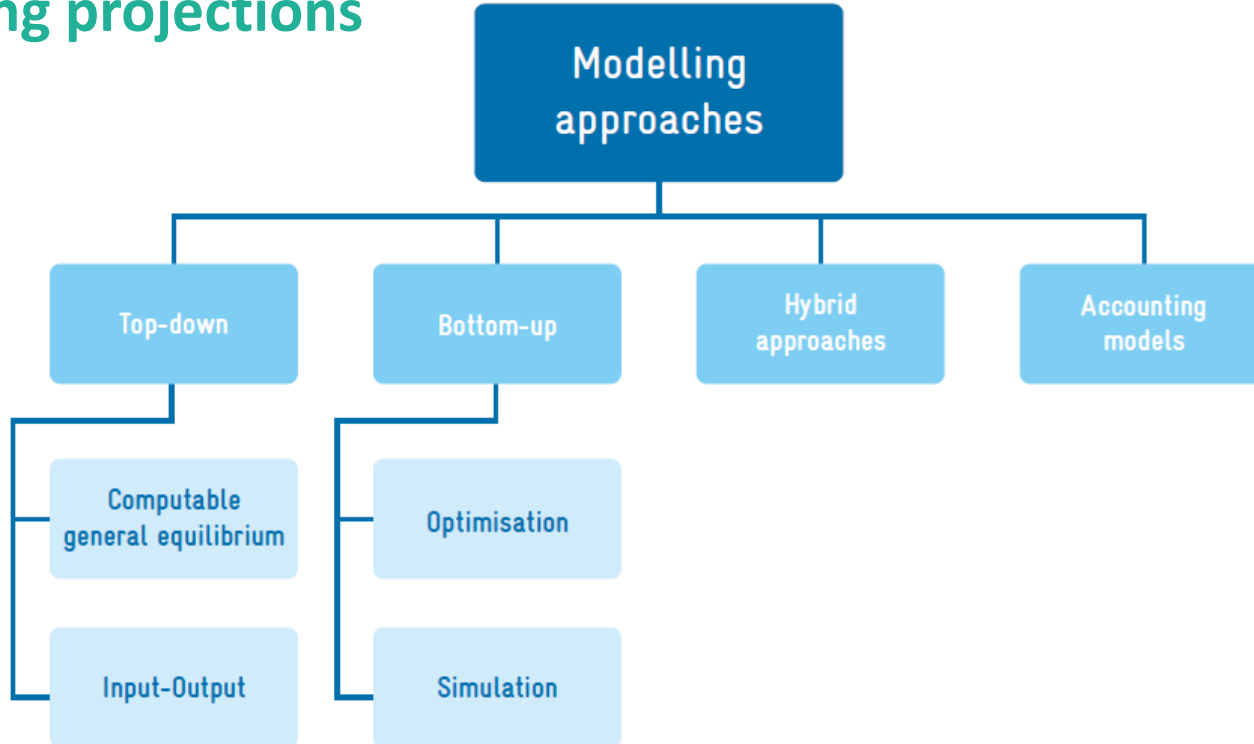 ng projections
Modelling
approaches
Top-down
Bottom-up
Hybrid
approaches
Accounting
models
Computable
general equilibrium
Optimisation
Input-Output
Simulation